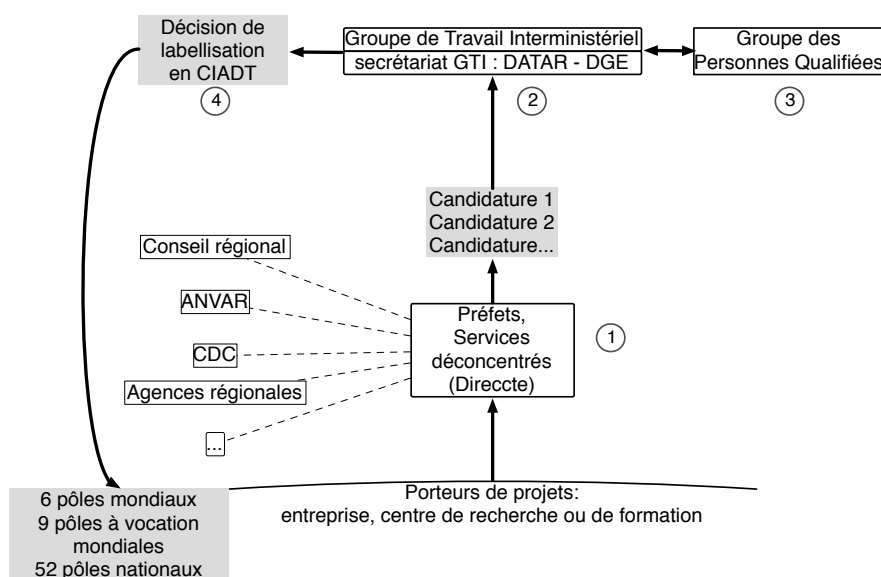 Décision de
labellisation
en CIADT
4
Groupe de Travail Interministériel
secrétariat GTI : DATAR - DGE
2
Groupe des
Personnes Qualifiées
3
Candidature 1
Candidature 2
Candidature...
Conseil régional
ANVAR
CDC
Agences régionales
...
Préfets,
Services
déconcentrés
(Direccte)
1
Porteurs de projets:
entreprise, centre de recherche ou de formation
6 pôles mondiaux
9 pôles à vocation
mondiales
52 pôles nationaux